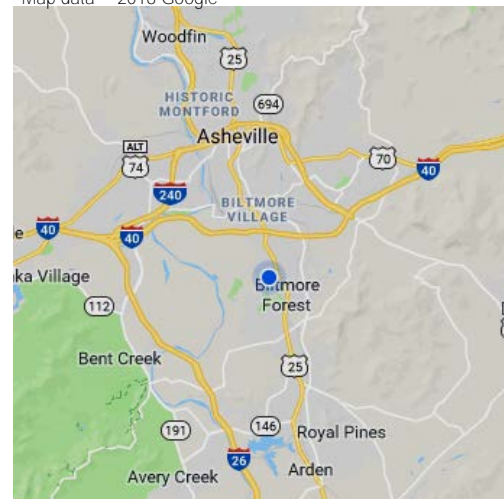 Map data 2018 Google
Woodfin
25
HISTORIC
MONTFORD
694
Asheville
ALT
74
70
40
240
BILTMORE
VILLAGE
40
40
e
ka Village
Biltmore
Forest
112
Bent Creek
25
191
146
Royal Pines
26
Arden
Avery Creek